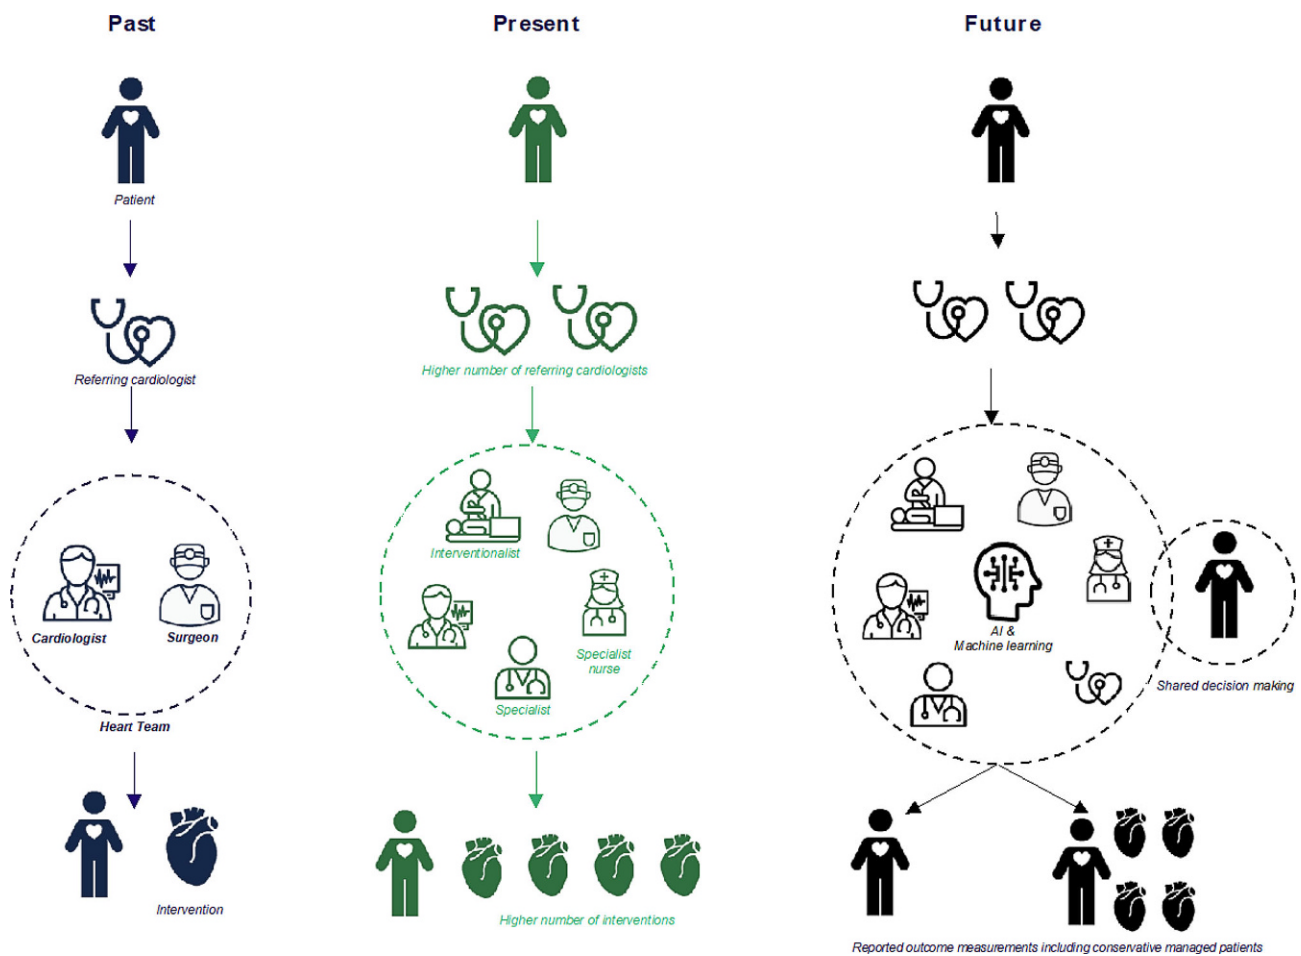 Past
Present
Future
Patient
Referring cardiologist
Higher number of referring cardiologists
Interventionalist
Cardiologist
Surgeon
Specialist
nurse
Specialist
AI &
Machine learning
Shared decision making
Heart Team
Intervention
Higher number of interventions
Reported outcome measurements including conservative managed patients